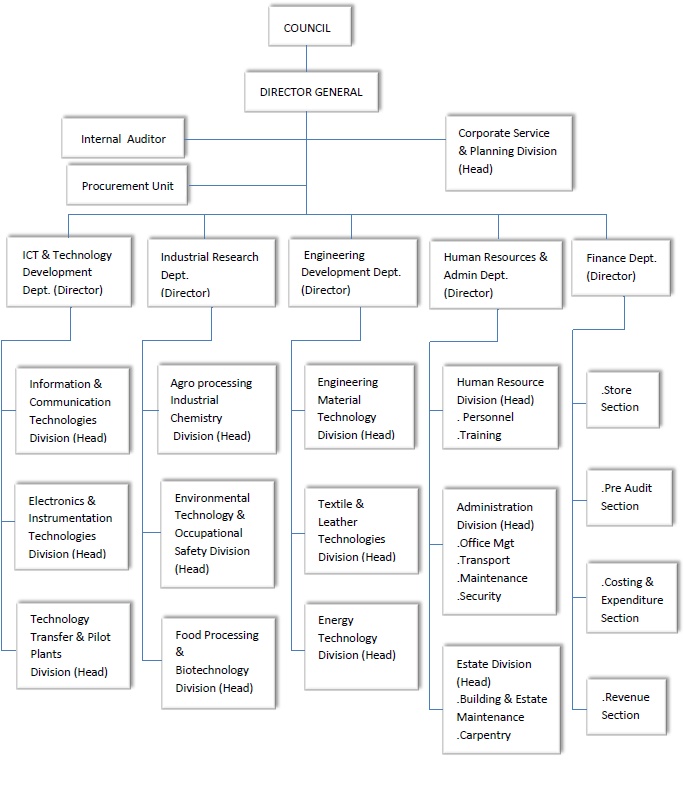 COUNCIL
DIRECTOR GENERAL
Internal Auditor
Corporate Service
& Planning Division
(Head)
Procurement Unit
ICT & Technology
Development
Dept. (Director)
Industrial Research
Dept.
(Director)
Engineering
Development Dept.
(Director)
Human Resources &
Admin Dept.
(Director)
Finance Dept.
(Director)
Information &
Communication
Technologies
Division (Head)
Electronics &
Instrumentation
Technologies
Division (Head)
Technology
Transfer & Pilot
Plants
Division (Head)
Agro processing
Industrial
Chemistry
Division (Head)
Environmental
Technology &
Occupational
Safety Division
(Head)
Food Processing
&
Biotechnology
Division (Head)
Engineering
Material
Technology
Division (Head)
Textile &
Leather
Technologies
Division (Head)
Energy
Technology
Division (Head)
Human Resource
Division (Head)
. Personnel
.Training
Administration
Division (Head)
.Office Mgt
.Transport
.Maintenance
.Security
Estate Division
(Head)
.Building & Estate
Maintenance
.Carpentry
.Store
Section
.Pre Audit
Section
.Costing &
Expenditure
Section
.Revenue
Section